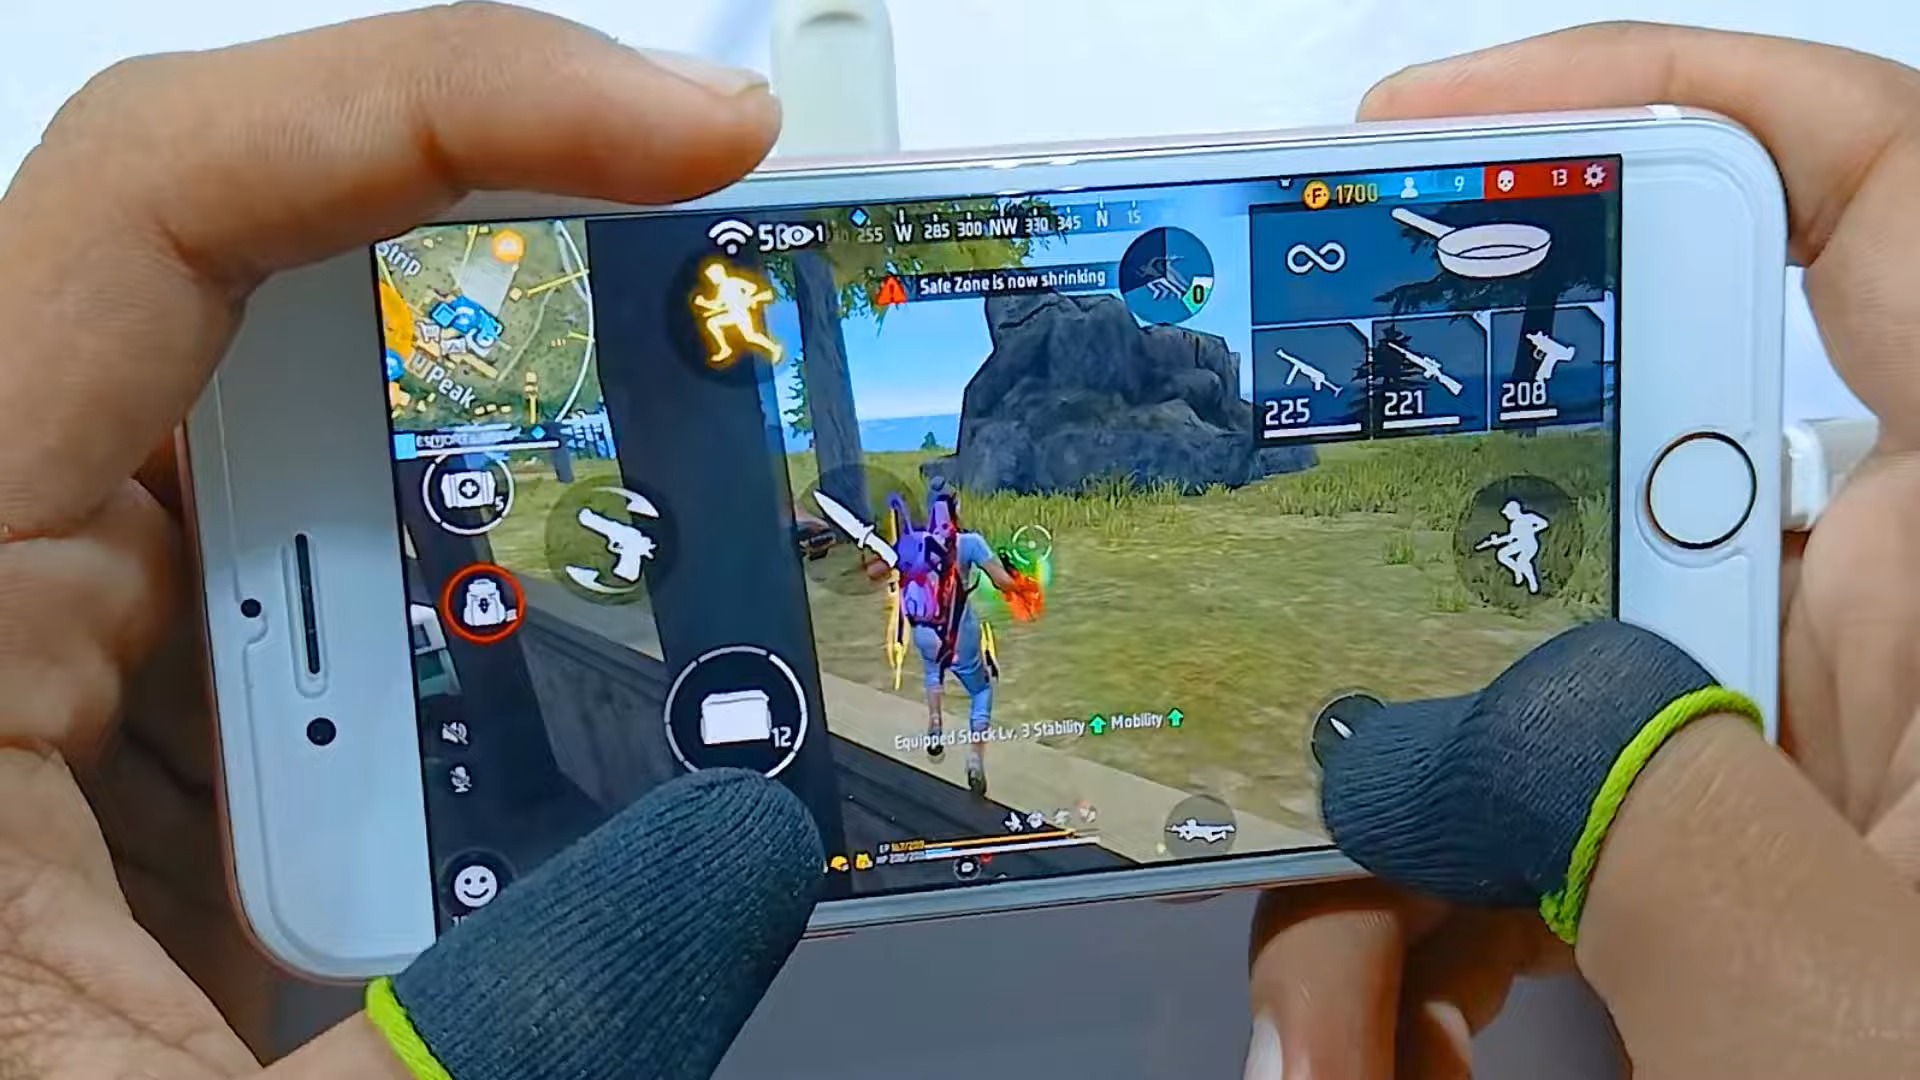 Strip
Peak
1
255 W 285 300 NW 330 345 N 15
1700
9
13
Safe Zone is now shrinking
0
225
221
208
5
12
Equipped Stock Lv. 3 Stability Mobility